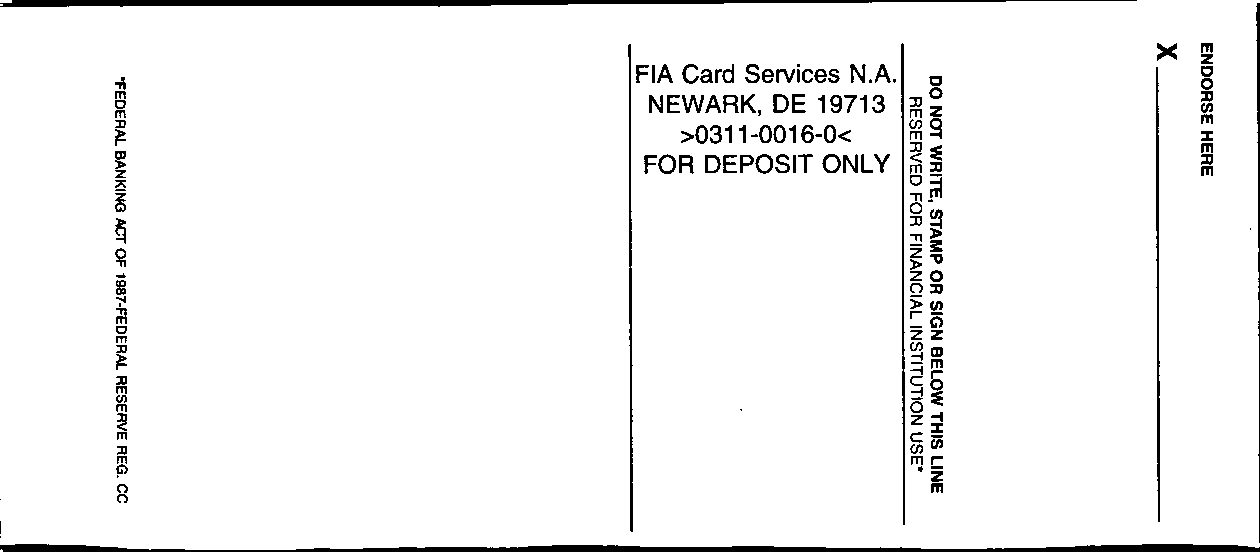 ENDORSE HERE
X
DO NOT WRITE, STAMP OR SIGN BELOW THIS LINE
RESERVED FOR FINANCIAL INSTITUTION USE*
FIA Card Services N.A.
NEWARK, DE 19713
>0311-0016-0<
FOR DEPOSIT ONLY
*FEDERAL BANKING ACT OF 1987-FEDERAL RESERVE REG. CC